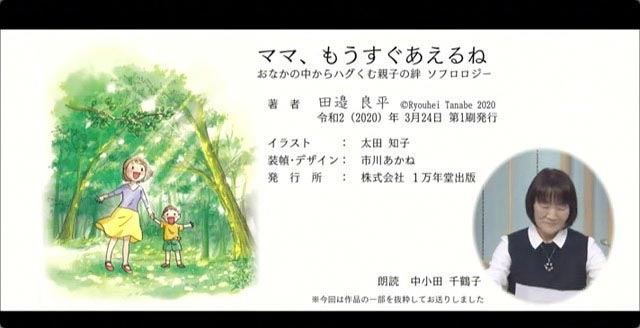 ママ、もうすぐあえるね
おなかの中からハグくむ親子の絆 ソフロロジー
著者 田邉 良平 ©Ryouhei Tanabe 2020
令和2（2020）年 3月24日 第1刷発行
イラスト ： 太田 知子
装幀・デザイン： 市川あかね
発行所 ： 株式会社 1万年堂出版
朗読 中小田 千鶴子
※今回は作品の一部を抜粋してお送りしました